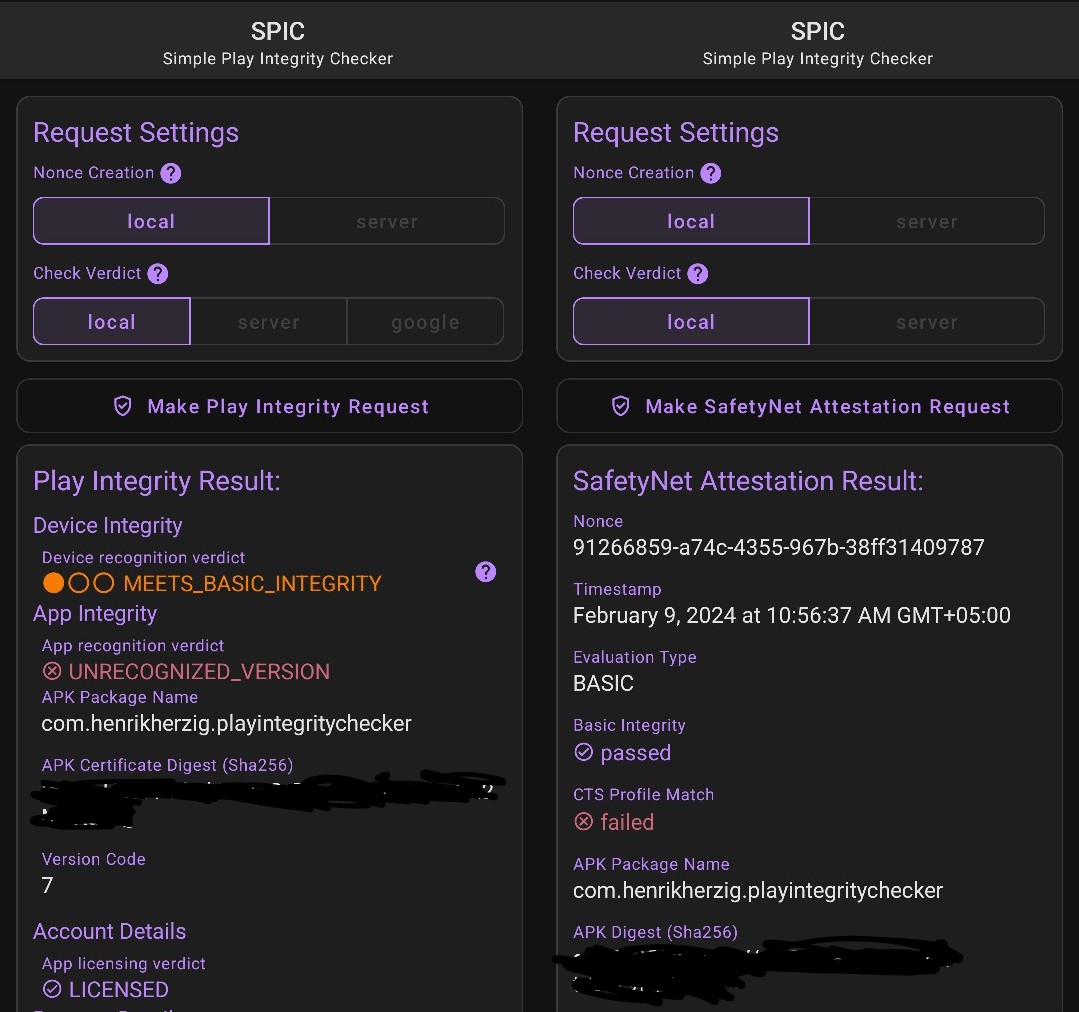 SPIC
Simple Play Integrity Checker
Request Settings
Nonce Creation ?
local server
Check Verdict ?
local server google
Make Play Integrity Request
Play Integrity Result:
Device Integrity
Device recognition verdict
MEETS_BASIC_INTEGRITY
?
App Integrity
App recognition verdict
UNRECOGNIZED_VERSION
APK Package Name
com.henrikherzig.playintegritychecker
APK Certificate Digest (Sha256)
Version Code
7
Account Details
App licensing verdict
LICENSED
SPIC
Simple Play Integrity Checker
Request Settings
Nonce Creation ?
local server
Check Verdict ?
local server
Make SafetyNet Attestation Request
SafetyNet Attestation Result:
Nonce
91266859-a74c-4355-967b-38ff31409787
Timestamp
February 9, 2024 at 10:56:37 AM GMT+05:00
Evaluation Type
BASIC
Basic Integrity
passed
CTS Profile Match
failed
APK Package Name
com.henrikherzig.playintegritychecker
APK Digest (Sha256)